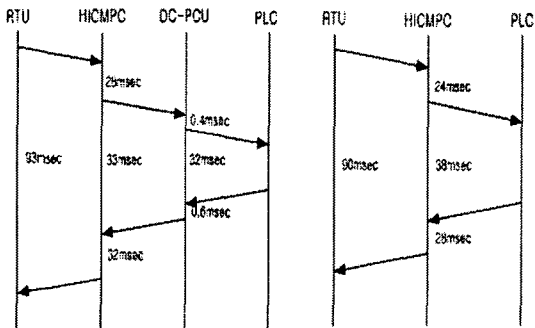 RTU HICMPC DC-PCU PLC
28msec
0.4msec
93msec 33msec 32msec
0.6msec
32msec
RTU HICMPC PLC
24msec
90msec 38msec
28msec